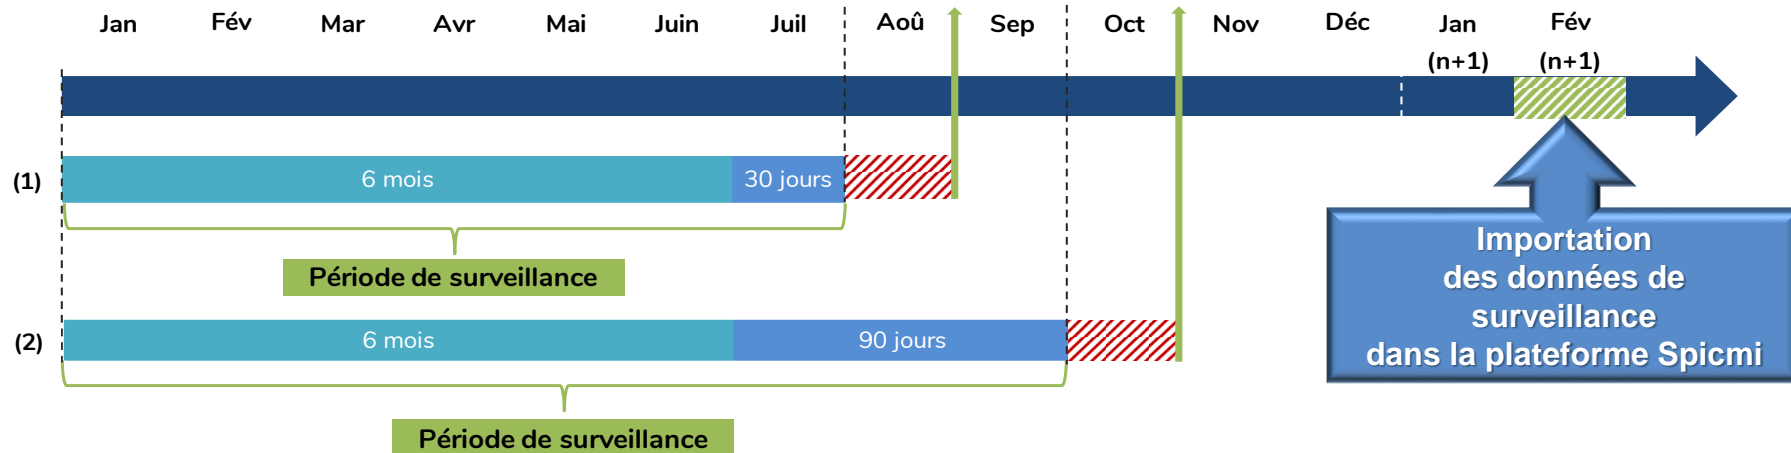 Jan Fév Mar Avr Mai Juin Juil Aoû Sep Oct Nov Déc Jan Fév
(n+1) (n+1)
(1) 6 mois 30 jours
Période de surveillance
(2) 6 mois 90 jours
Période de surveillance
Importation
des données de
surveillance
dans la plateforme Spicmi